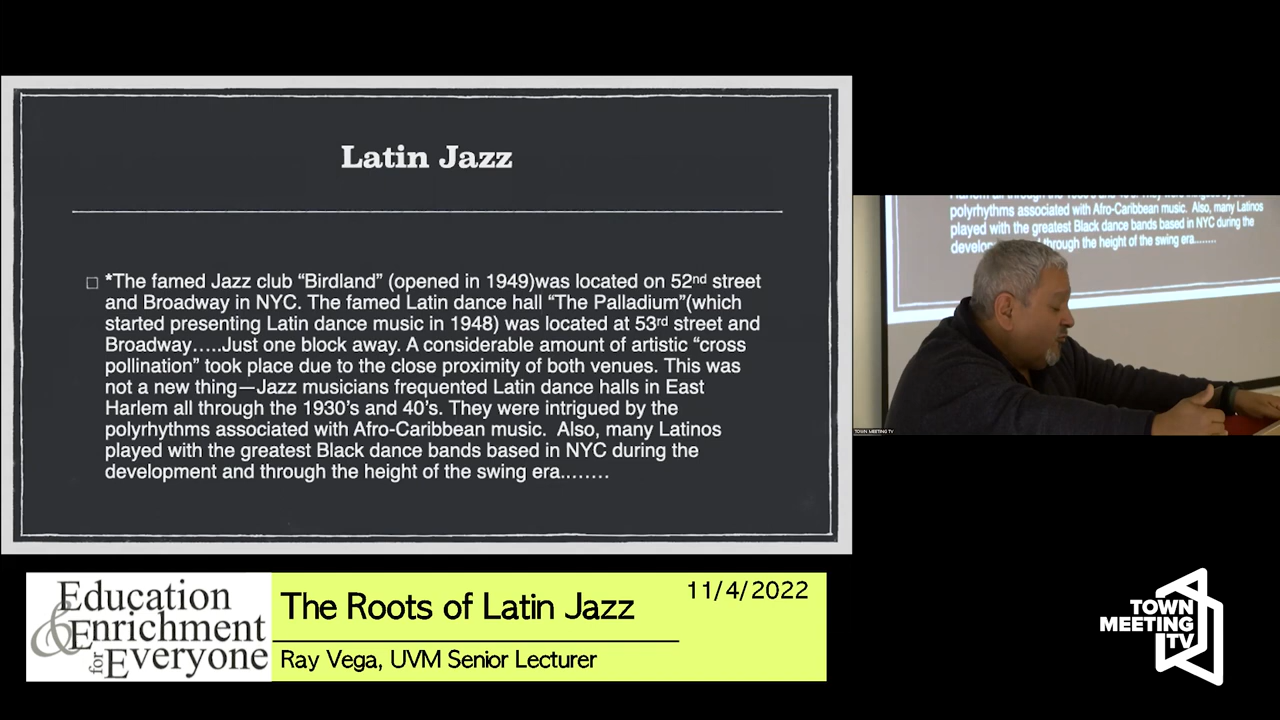 Latin Jazz
*The famed Jazz club “Birdland” (opened in 1949)was located on 52nd street
and Broadway in NYC. The famed Latin dance hall “The Palladium”(which
started presenting Latin dance music in 1948) was located at 53rd street and
Broadway…..Just one block away. A considerable amount of artistic “cross
pollination” took place due to the close proximity of both venues. This was
not a new thing—Jazz musicians frequented Latin dance halls in East
Harlem all through the 1930’s and 40’s. They were intrigued by the
polyrhythms associated with Afro-Caribbean music.  Also, many Latinos
played with the greatest Black dance bands based in NYC during the
development and through the height of the swing era……..
polyrhythms associated with Afro-Caribbean music. Also, many Latinos
played with the greatest Black dance bands based in NYC during the
through the height of the swing era........
TOWN MEETING TV
Education
& Enrichment
for Everyone
The Roots of Latin Jazz
11/4/2022
Ray Vega, UVM Senior Lecturer
TOWN
MEETING
TV